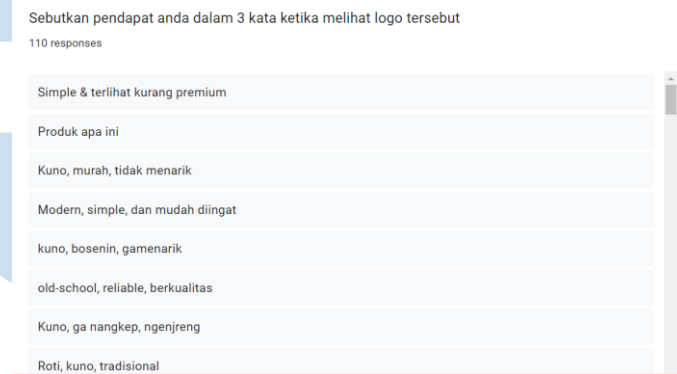 Sebutkan pendapat anda dalam 3 kata ketika melihat logo tersebut
110 responses
Simple & terlihat kurang premium
Produk apa ini
Kuno, murah, tidak menarik
Modern, simple, dan mudah diingat
kuno, bosenin, gamenarik
old-school, reliable, berkualitas
Kuno, ga nangkep, ngenjreng
Roti, kuno, tradisional